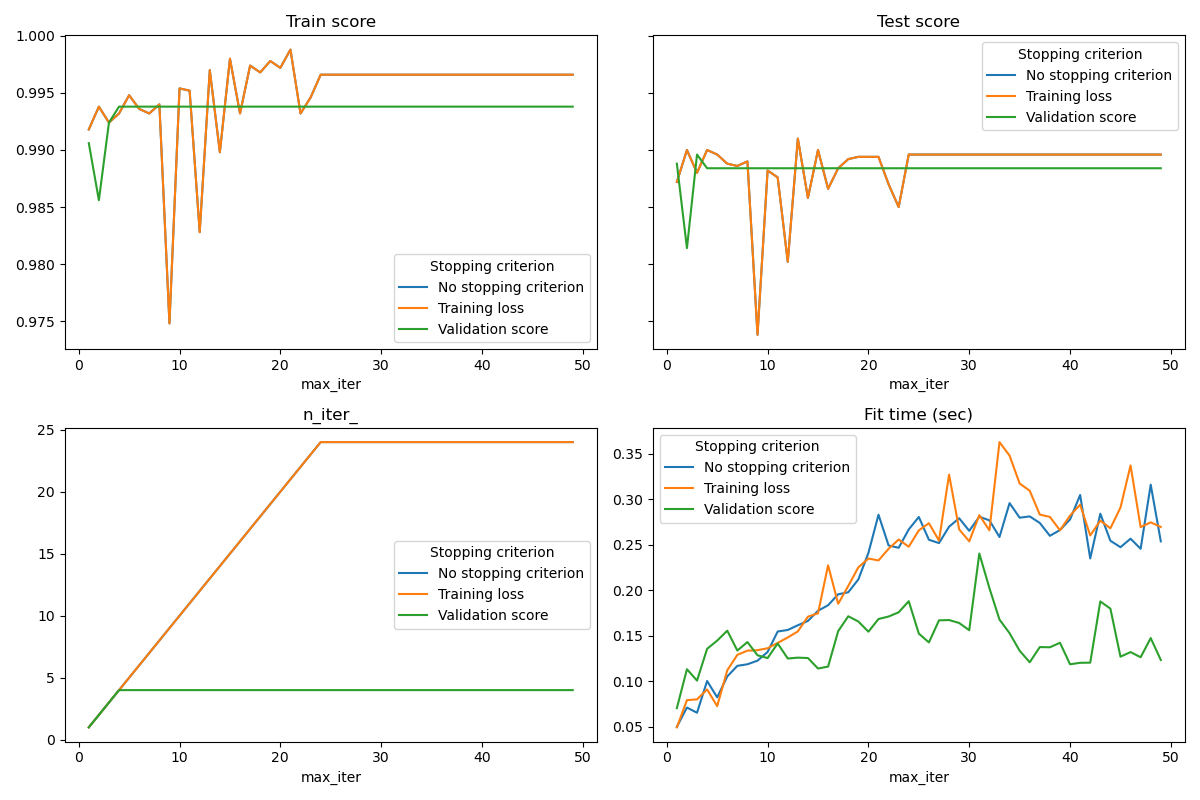 Train score
1.000
0.995
0.990
0.985
0.980
0.975
Stopping criterion
No stopping criterion
Training loss
Validation score
0 10 20 30 40 50
max_iter
Test score
Stopping criterion
No stopping criterion
Training loss
Validation score
0 10 20 30 40 50
max_iter
n_iter_
25
20
15
10
5
0
Stopping criterion
No stopping criterion
Training loss
Validation score
0 10 20 30 40 50
max_iter
Fit time (sec)
Stopping criterion
No stopping criterion
Training loss
Validation score
0.35
0.30
0.25
0.20
0.15
0.10
0.05
0 10 20 30 40 50
max_iter